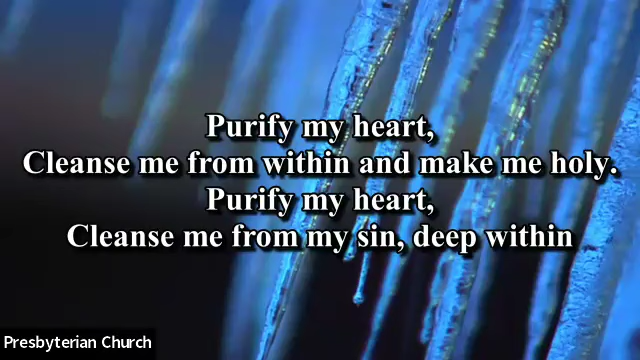 Purify my heart,
Cleanse me from within and make me holy.
Purify my heart,
Cleanse me from my sin, deep within
Presbyterian Church